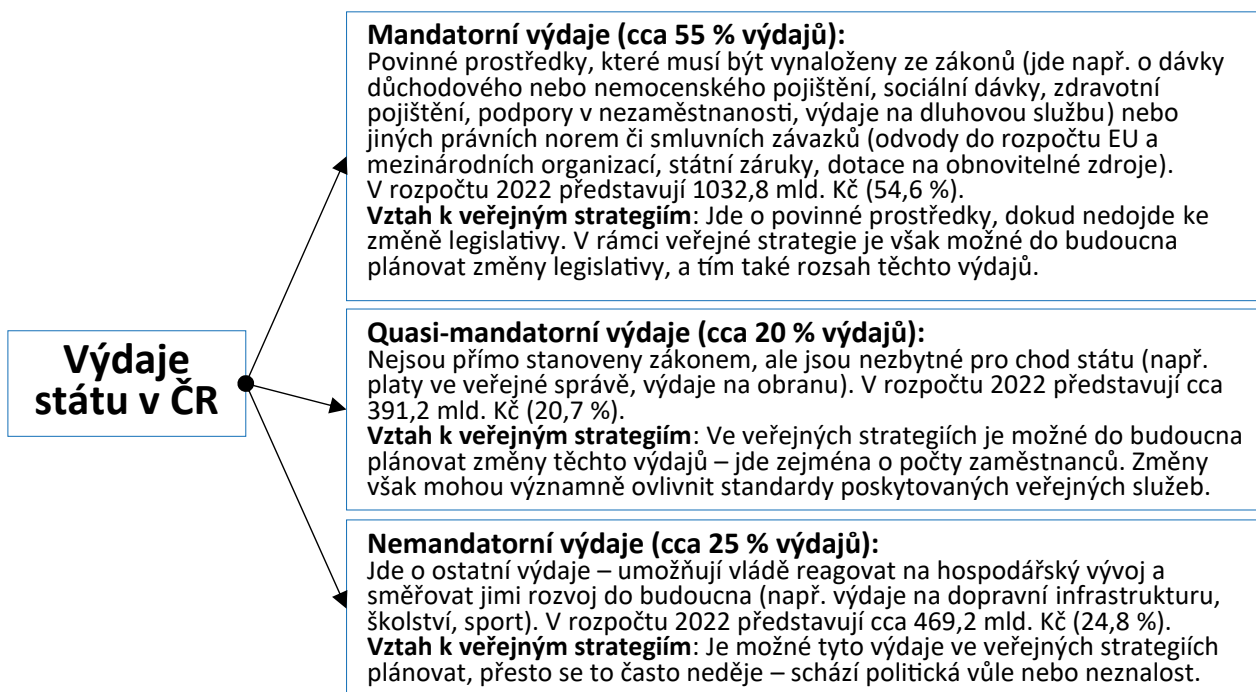 Mandatorní výdaje (cca 55 % výdajů):
Povinné prostředky, které musí být vynaloženy ze zákonů (jde např. o dávky
důchodového nebo nemocenského pojištění, sociální dávky, zdravotní
pojištění, podpory v nezaměstnanosti, výdaje na dluhovou službu) nebo
jiných právních norem či smluvních závazků (odvody do rozpočtu EU a
mezinárodních organizací, státní záruky, dotace na obnovitelné zdroje).
V rozpočtu 2022 představují 1032,8 mld. Kč (54,6 %).
Vztah k veřejným strategiím: Jde o povinné prostředky, dokud nedojde ke
změně legislativy. V rámci veřejné strategie je však možné do budoucna
plánovat změny legislativy, a tím také rozsah těchto výdajů.
Výdaje
státu v ČR
Quasi-mandatorní výdaje (cca 20 % výdajů):
Nejsou přímo stanoveny zákonem, ale jsou nezbytné pro chod státu (např.
platy ve veřejné správě, výdaje na obranu). V rozpočtu 2022 představují cca
391,2 mld. Kč (20,7 %).
Vztah k veřejným strategiím: Ve veřejných strategiích je možné do budoucna
plánovat změny těchto výdajů – jde zejména o počty zaměstnanců. Změny
však mohou významně ovlivnit standardy poskytovaných veřejných služeb.
Nemandatorní výdaje (cca 25 % výdajů):
Jde o ostatní výdaje – umožňují vládě reagovat na hospodářský vývoj a
směřovat jimi rozvoj do budoucna (např. výdaje na dopravní infrastrukturu,
školství, sport). V rozpočtu 2022 představují cca 469,2 mld. Kč (24,8 %).
Vztah k veřejným strategiím: Je možné tyto výdaje ve veřejných strategiích
plánovat, přesto se to často neděje – schází politická vůle nebo neznalost.